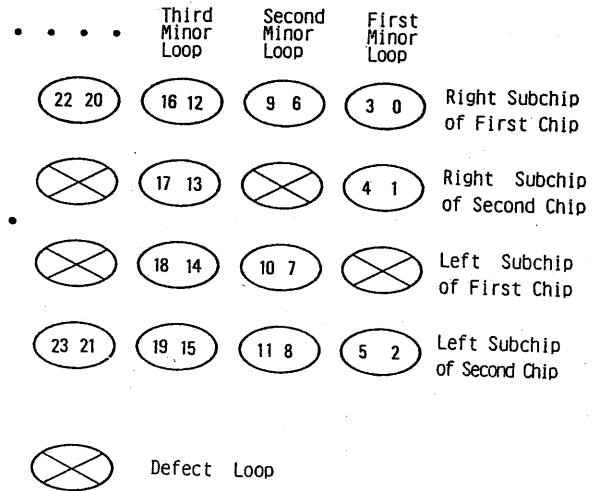 • • • • Third Minor Loop Second Minor Loop First Minor Loop
22 20 16 12 9 6 3 0 Right Subchip of First Chip
17 13 4 1 Right Subchip of Second Chip
18 14 10 7 Left Subchip of First Chip
23 21 19 15 11 8 5 2 Left Subchip of Second Chip
Defect Loop